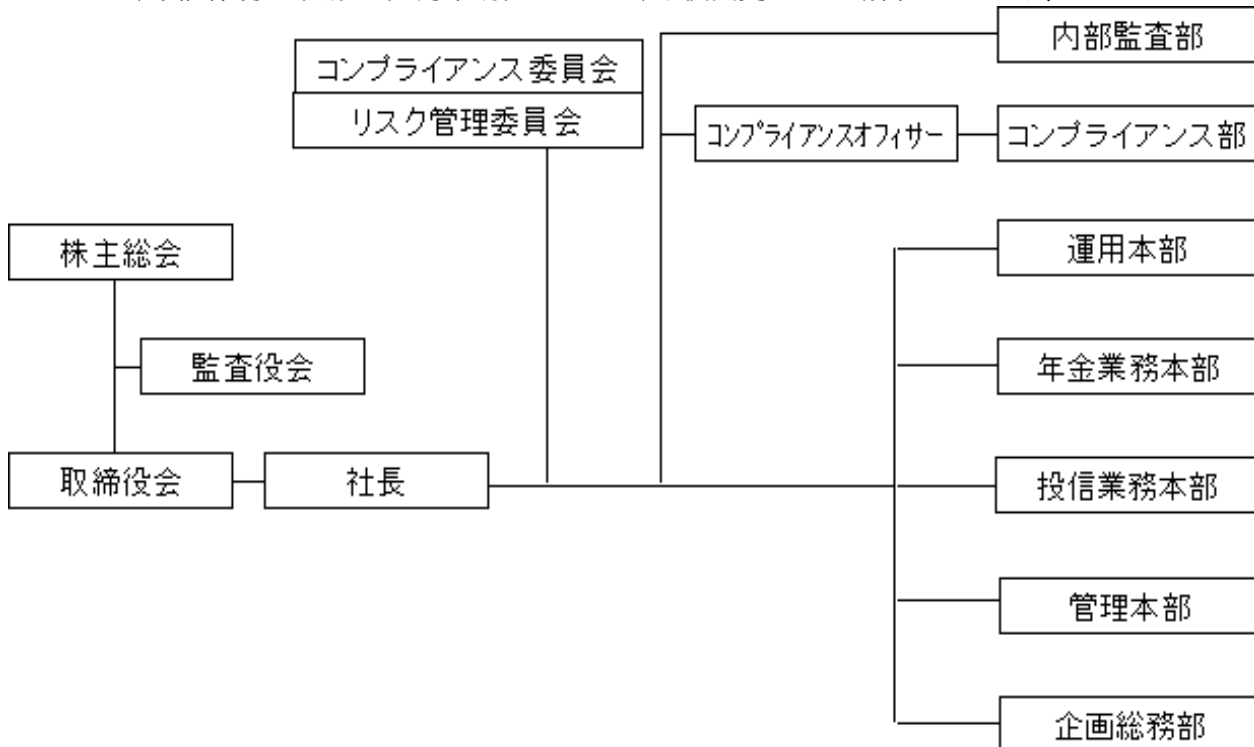 内部監査部
コンプライアンス委員会
リスク管理委員会
コンプライアンスオフィサー
コンプライアンス部
株主総会
運用本部
監査役会
年金業務本部
取締役会
社長
投信業務本部
管理本部
企画総務部